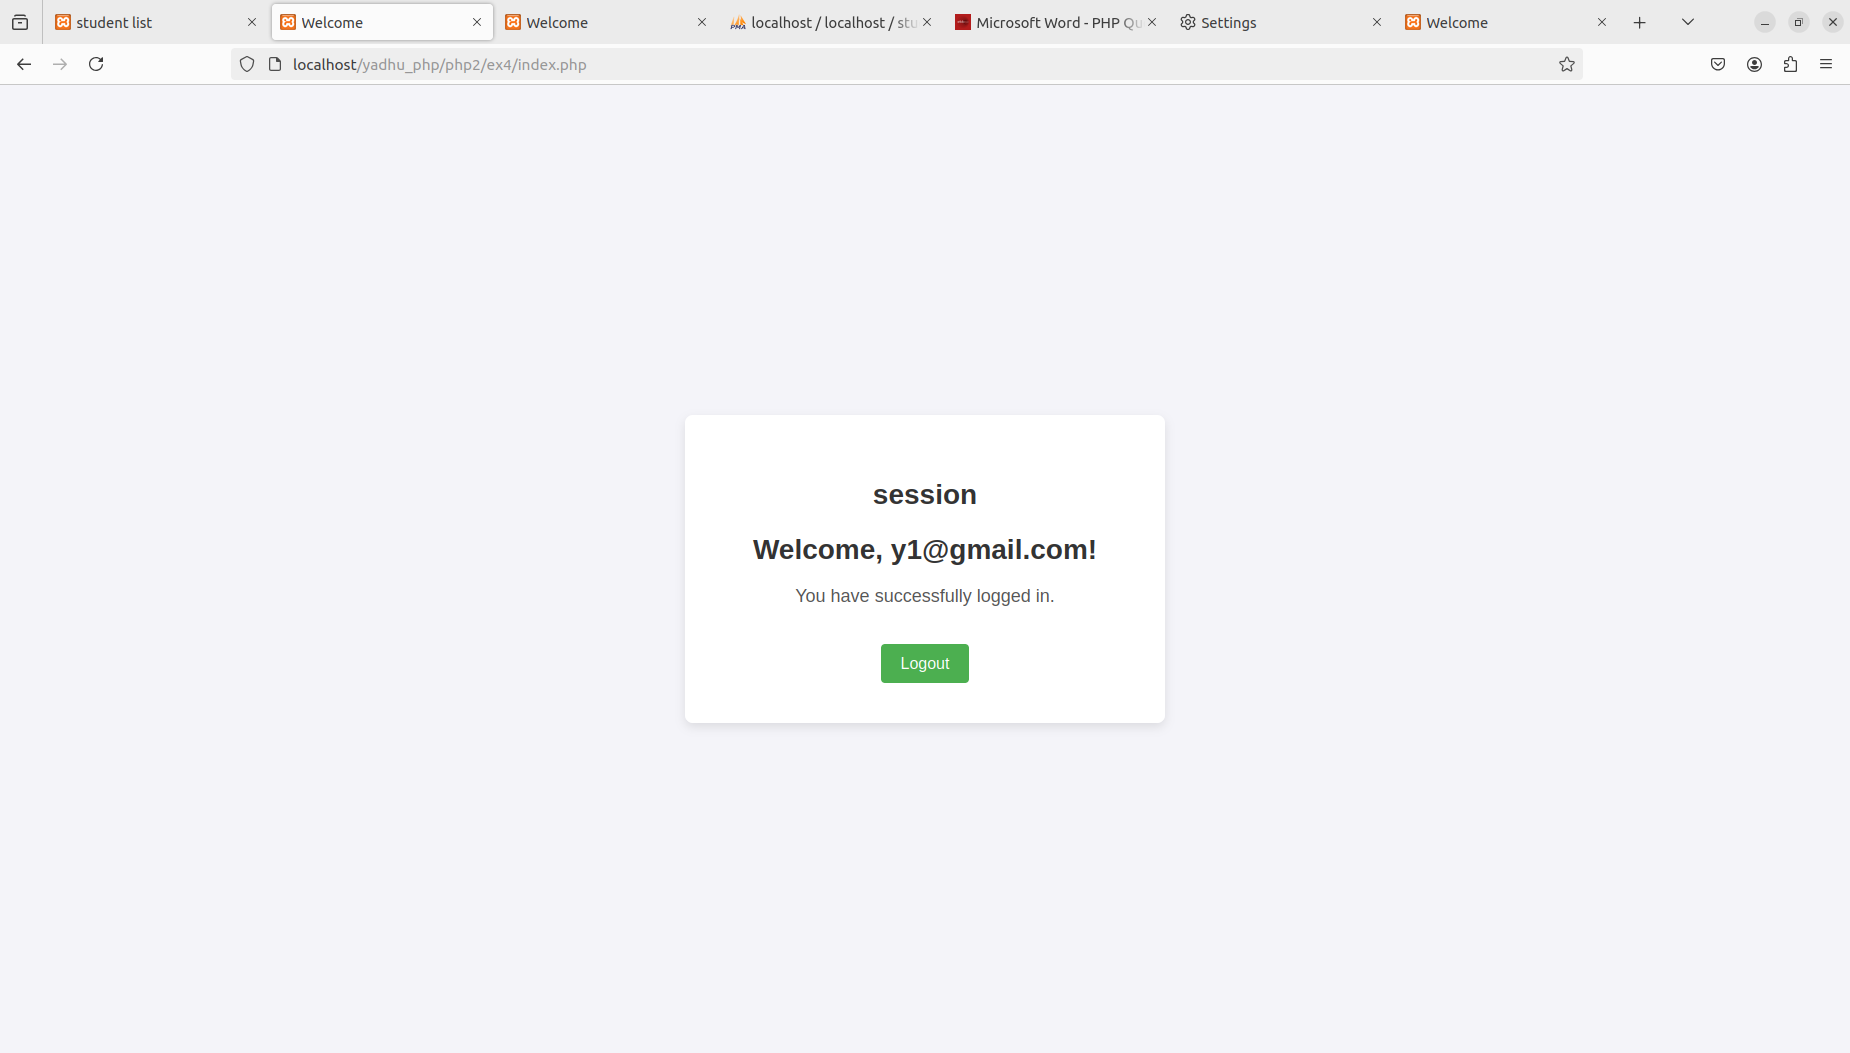 student list
Welcome
Welcome
localhost / localhost / stu
Microsoft Word - PHP Qu
Settings
Welcome
localhost/yadhu_php/php2/ex4/index.php
session
Welcome, y1@gmail.com!
You have successfully logged in.
Logout